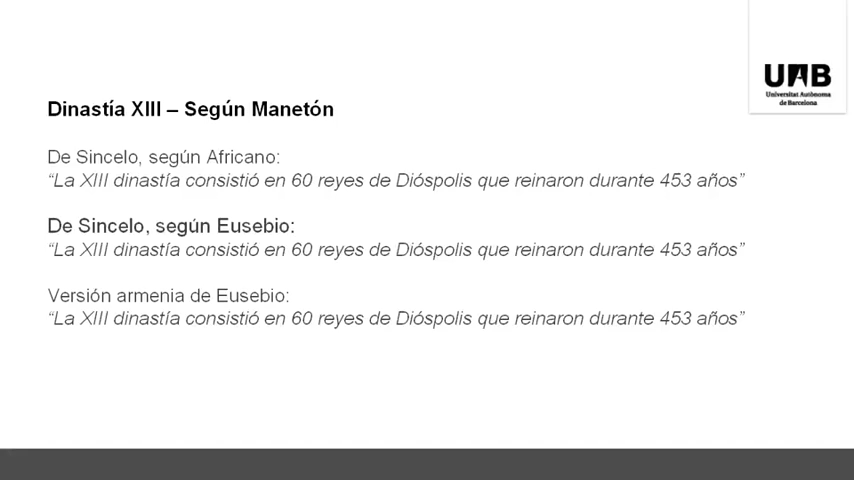 UAB
Universitat Autònoma
de Barcelona
Dinastía XIII – Según Manetón
De Sincelo, según Africano:
“La XIII dinastía consistió en 60 reyes de Dióspolis que reinaron durante 453 años”
De Sincelo, según Eusebio:
“La XIII dinastía consistió en 60 reyes de Dióspolis que reinaron durante 453 años”
Versión armenia de Eusebio:
“La XIII dinastía consistió en 60 reyes de Dióspolis que reinaron durante 453 años”